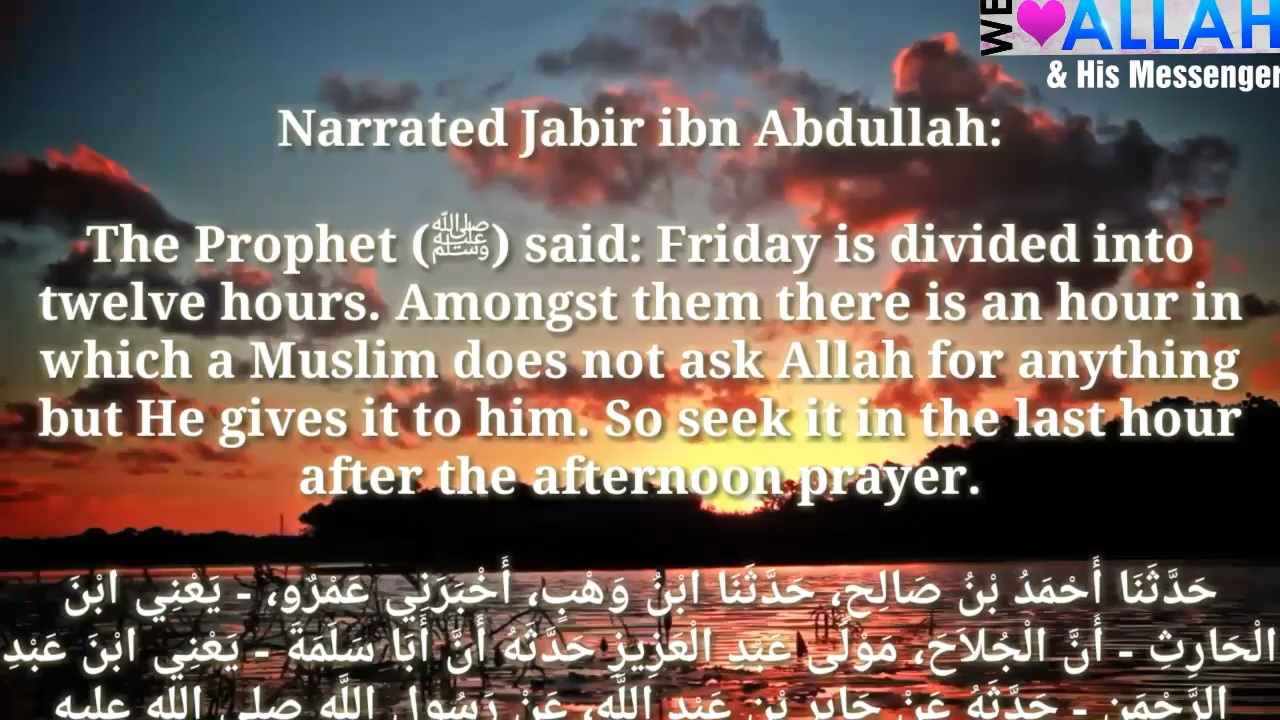 WE ALLAH
& His Messenger
Narrated Jabir ibn Abdullah:
The Prophet (ﷺ) said: Friday is divided into
twelve hours. Amongst them there is an hour in
which a Muslim does not ask Allah for anything
but He gives it to him. So seek it in the last hour
after the afternoon prayer.
حَدَّثَنَا أَحْمَدُ بْنُ صَالِحٍ، حَدَّثَنَا ابْنُ وَهْبٍ، أَخْبَرَنِي عَمْرٌو، - يَعْنِي ابْنَ
الْحَارِثِ - أَنَّ الْجُلاَحَ، مَوْلَى عَبْدِ الْعَزِيزِ حَدَّثَهُ أَنَّ أَبَا سَلَمَةَ - يَعْنِي ابْنَ عَبْدِ
الرَّحْمَنِ - حَدَّثَهُ عَنْ جَابِرِ بْنِ عَبْدِ اللَّهِ، عَنْ رَسُولِ اللَّهِ صلى الله عليه